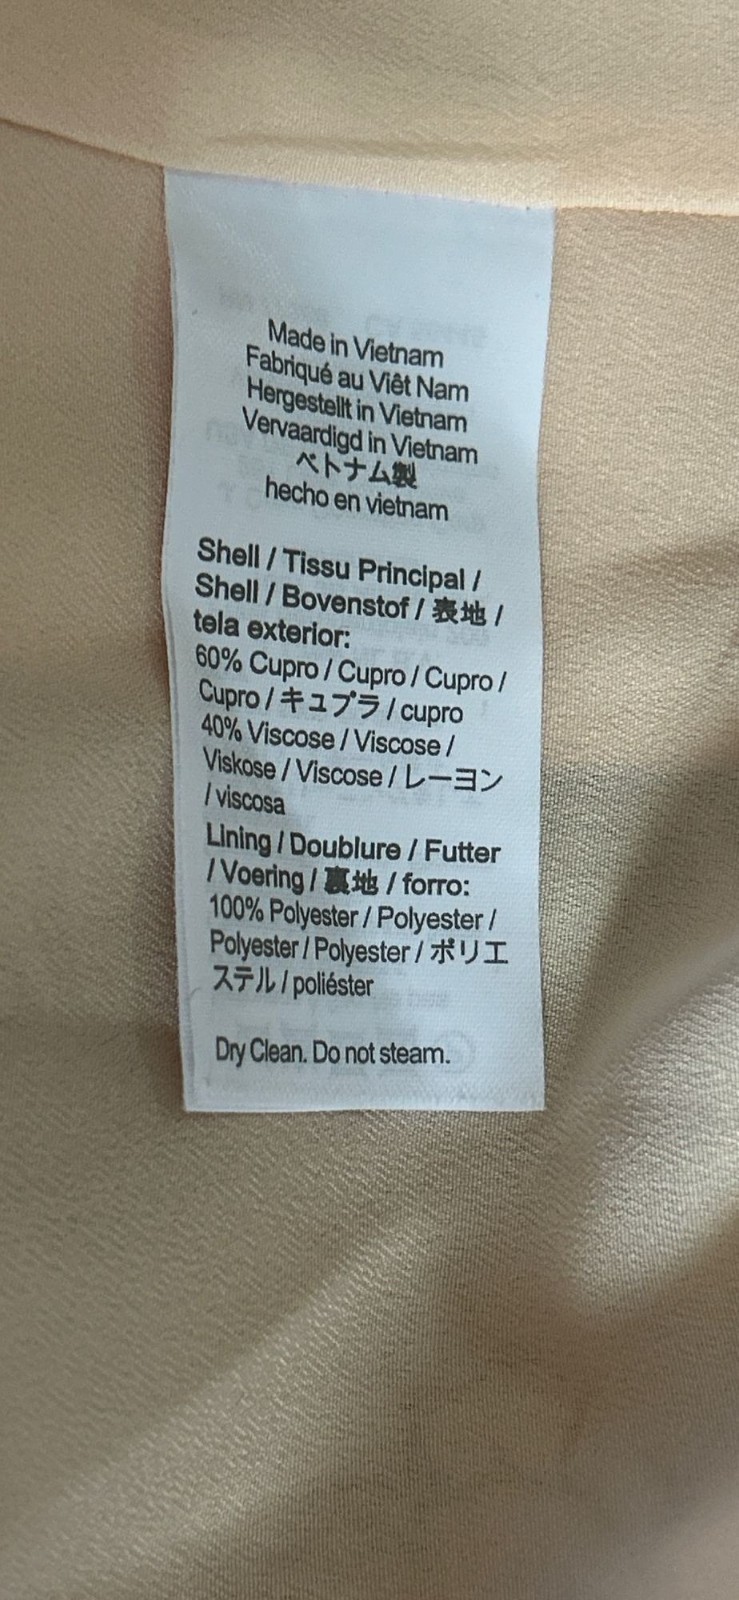 Made in Vietnam
Fabriqué au Viêt Nam
Hergestellt in Vietnam
Vervaardigd in Vietnam
ベトナム製
hecho en vietnam
Shell / Tissu Principal /
Shell / Bovenstof / 表地 /
tela exterior:
60% Cupro / Cupro / Cupro /
Cupro / キュプラ / cupro
40% Viscose / Viscose /
Viskose / Viscose / レーヨン
/ viscosa
Lining / Doublure / Futter
/ Voering / 裏地 / forro:
100% Polyester / Polyester /
Polyester / Polyester / ポリエ
ステル / poliéster
Dry Clean. Do not steam.